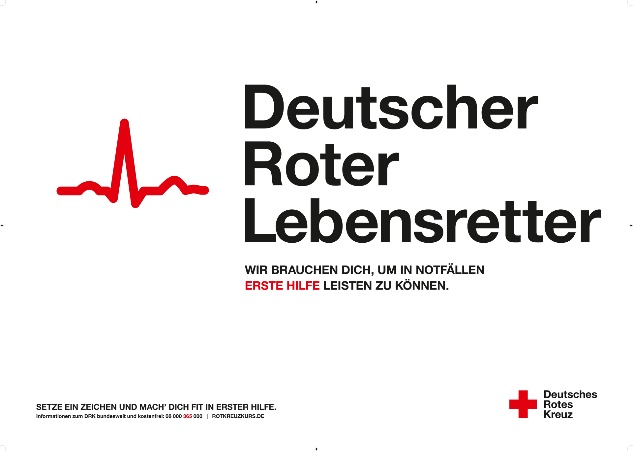 Deutscher
Roter
Lebensretter
WIR BRAUCHEN DICH, UM IN NOTFÄLLEN
ERSTE HILFE LEISTEN ZU KÖNNEN.
SETZE EIN ZEICHEN UND MACH' DICH FIT IN ERSTER HILFE.
Informationen zum DRK bundesweit und kostenfrei: 08 000 365 000 | ROTKREUZKURS.DE
Deutsches
Rotes
Kreuz